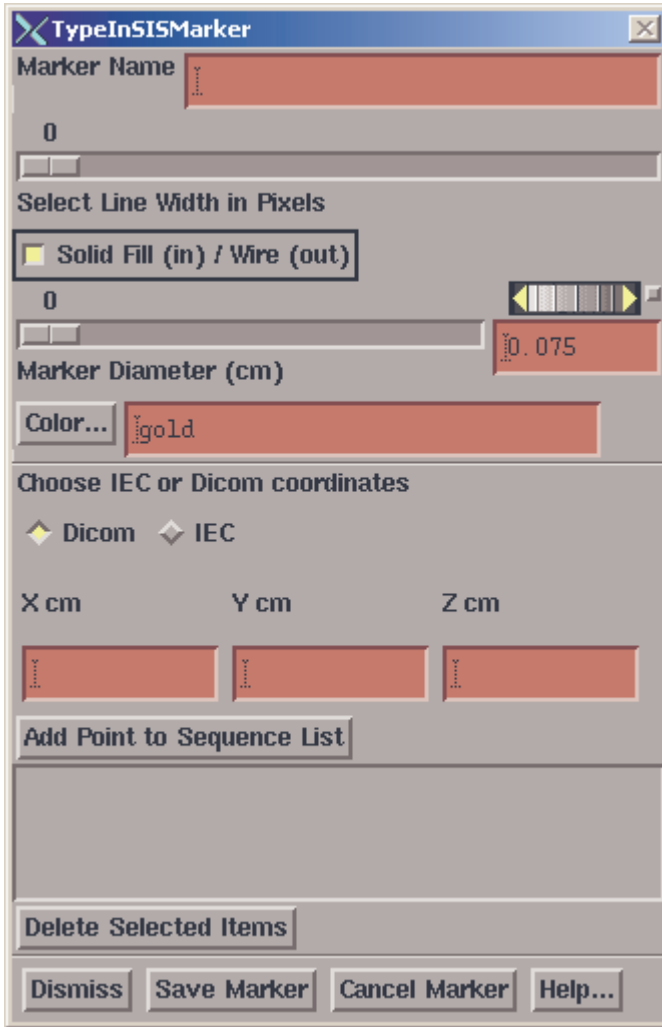 TypeInSISMarker
Marker Name
0
Select Line Width in Pixels
Solid Fill (in) / Wire (out)
0
0.075
Marker Diameter (cm)
Color... gold
Choose IEC or Dicom coordinates
Dicom IEC
X cm Y cm Z cm
Add Point to Sequence List
Delete Selected Items
Dismiss Save Marker Cancel Marker Help...